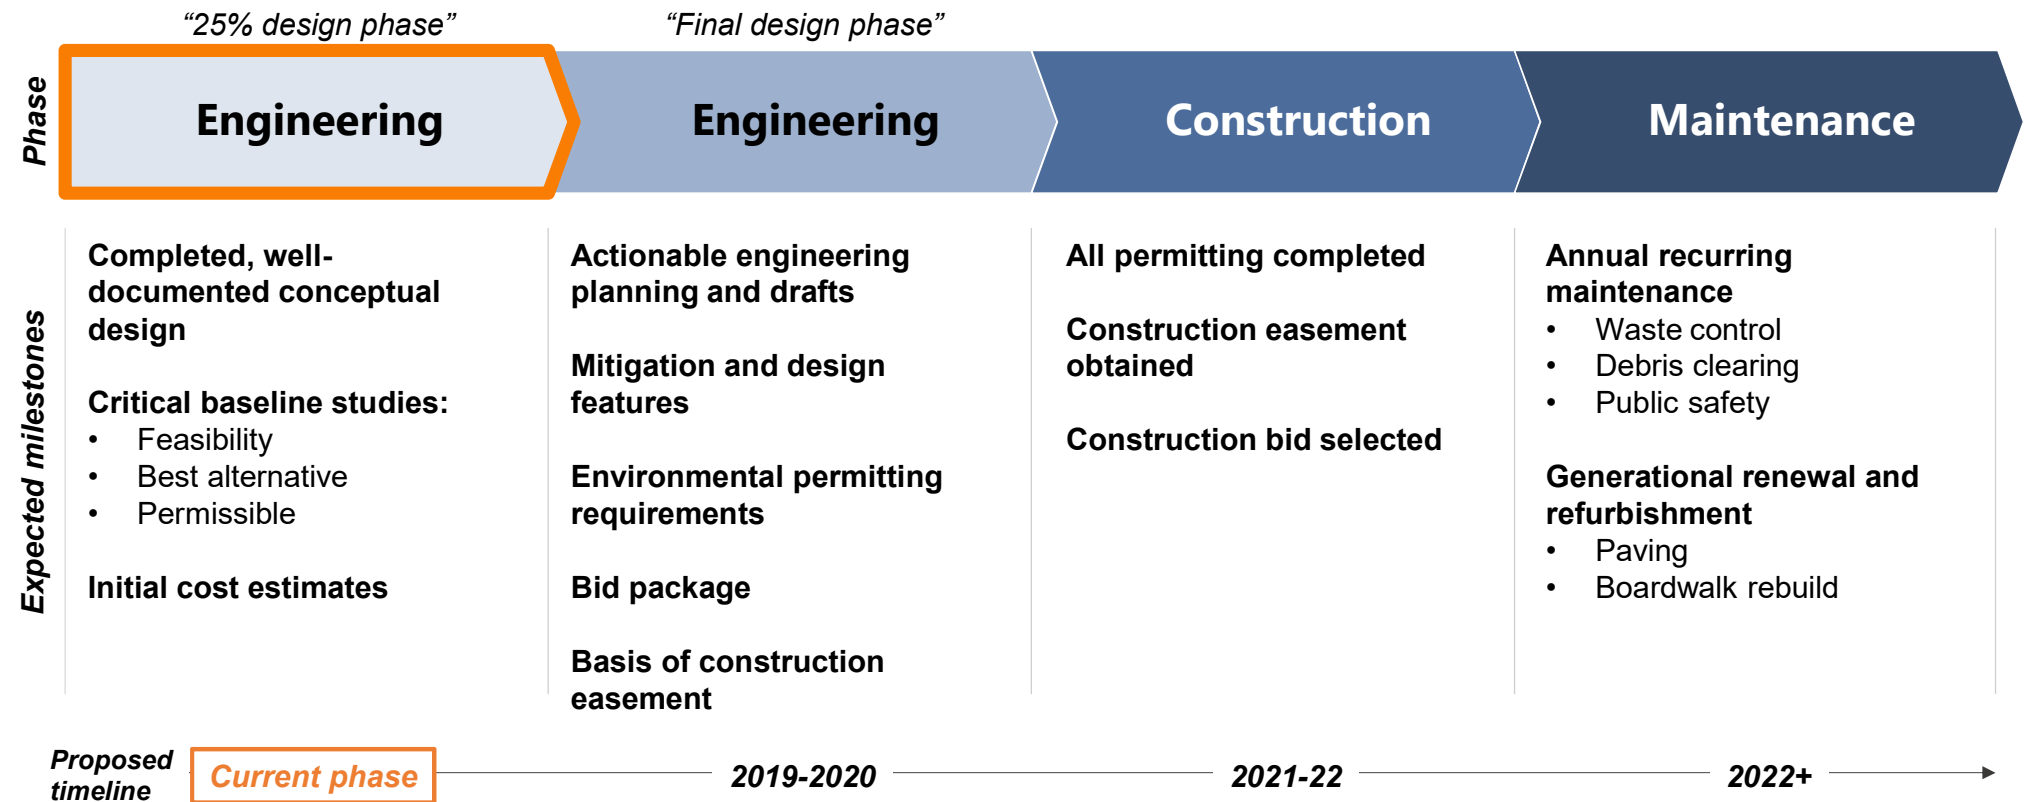 “25% design phase”
“Final design phase”
Phase
Engineering
Engineering
Construction
Maintenance
Expected milestones
Completed, well-
documented conceptual
design
Critical baseline studies:
• Feasibility
• Best alternative
• Permissible
Initial cost estimates
Actionable engineering
planning and drafts
Mitigation and design
features
Environmental permitting
requirements
Bid package
Basis of construction
easement
All permitting completed
Construction easement
obtained
Construction bid selected
Annual recurring
maintenance
• Waste control
• Debris clearing
• Public safety
Generational renewal and
refurbishment
• Paving
• Boardwalk rebuild
Proposed
timeline
Current phase
2019-2020
2021-22
2022+